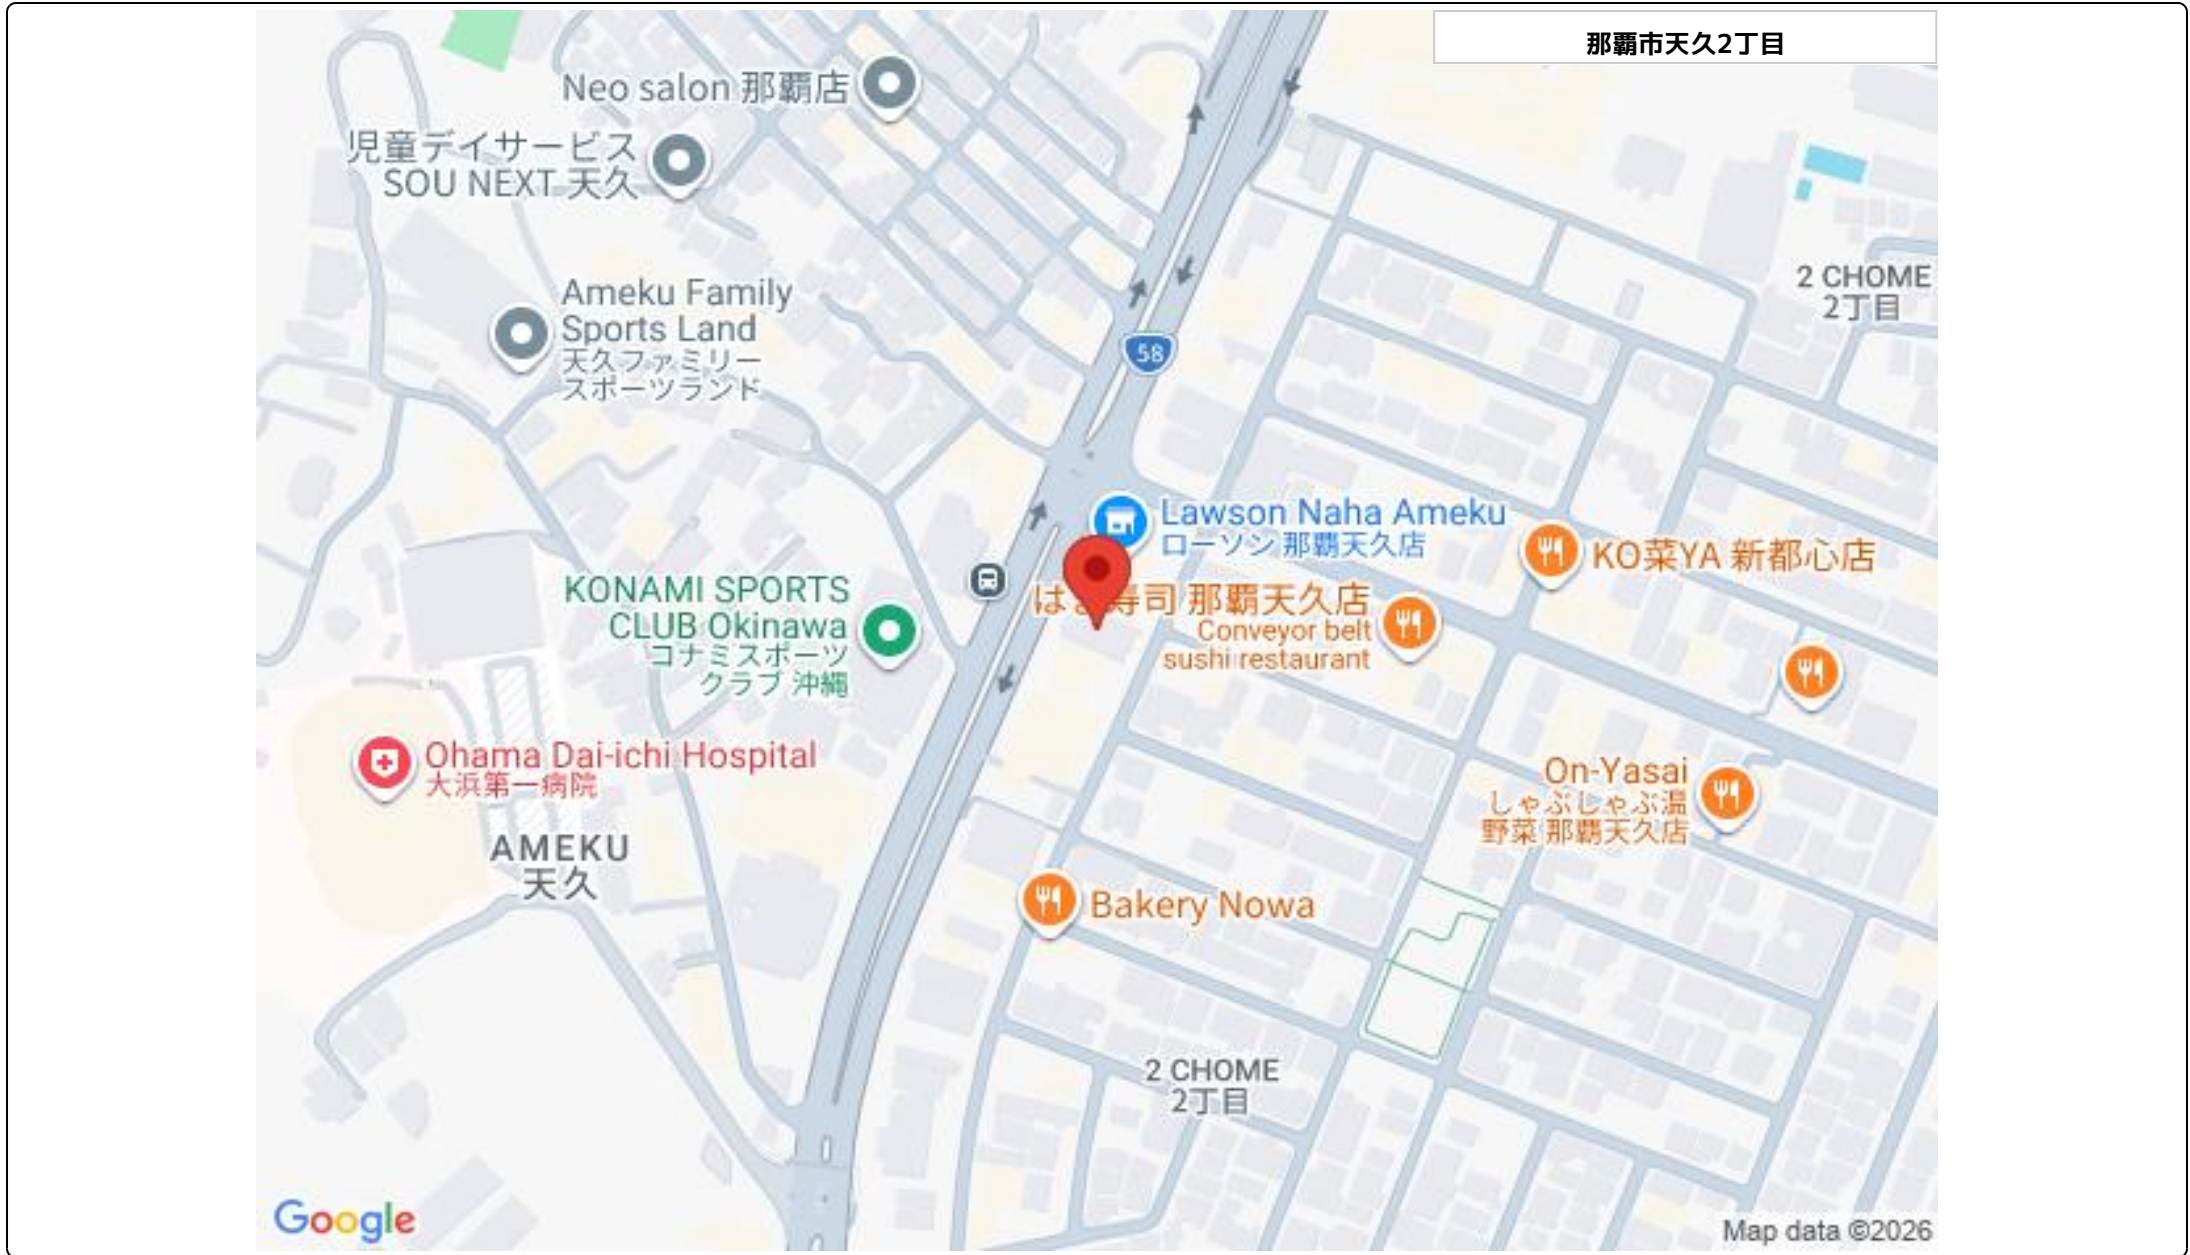 那覇市天久2丁目
Neo salon 那覇店
児童デイサービス
SOU NEXT 天久
2 CHOME
2丁目
Ameku Family
Sports Land
天久ファミリー
スポーツランド
58
Lawson Naha Ameku
ローソン 那覇天久店
KO菜YA 新都心店
KONAMI SPORTS
CLUB Okinawa
コナミスポーツ
クラブ 沖縄
は 寿司 那覇天久店
Conveyor belt
sushi restaurant
Ohama Dai-ichi Hospital
大浜第一病院
On-Yasai
しゃぶしゃぶ温
野菜 那覇天久店
AMEKU
天久
Bakery Nowa
2 CHOME
2丁目
Google
Map data ©2026